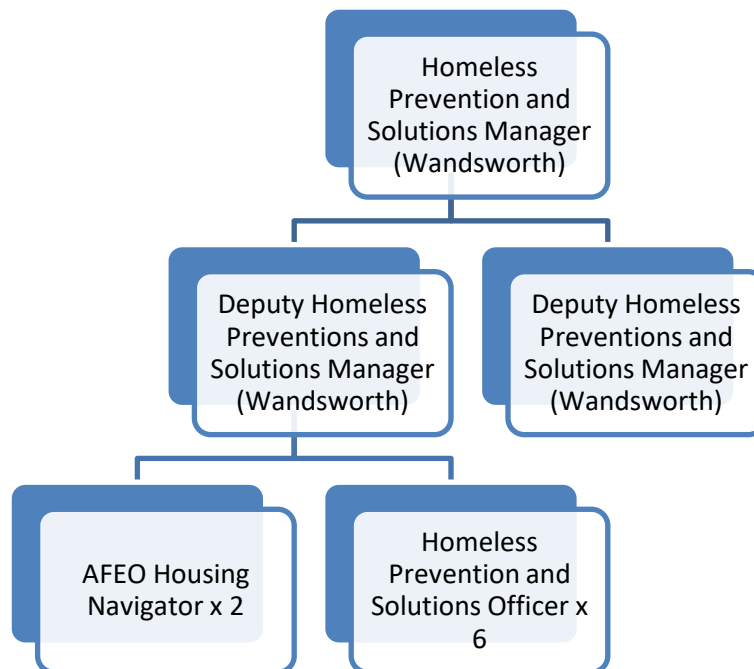 Homeless
Prevention and
Solutions Manager
(Wandsworth)
Deputy Homeless
Preventions and
Solutions Manager
(Wandsworth)
Deputy Homeless
Preventions and
Solutions Manager
(Wandsworth)
AFEO Housing
Navigator x 2
Homeless
Prevention and
Solutions Officer x
6